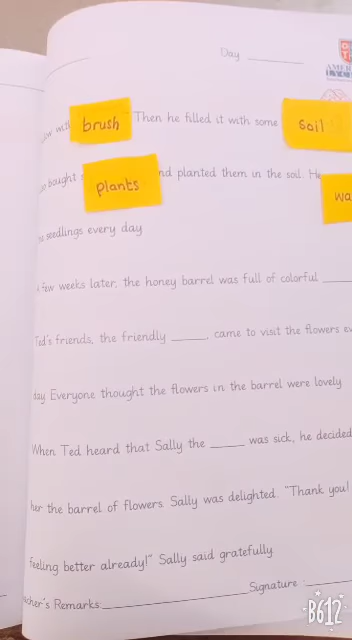 Day
AMER
with brush Then he filled it with some soil
bought plants nd planted them in the soil. He wa
seedlings every day
few weeks later, the honey barrel was full of colorful
Ted's friends, the friendly _____, came to visit the flowers ev
day. Everyone thought the flowers in the barrel were lovely
When Ted heard that Sally the _____ was sick, he decided
her the barrel of flowers. Sally was delighted. "Thank you!
feeling better already!" Sally said gratefully.
acher's Remarks Signature:
B612